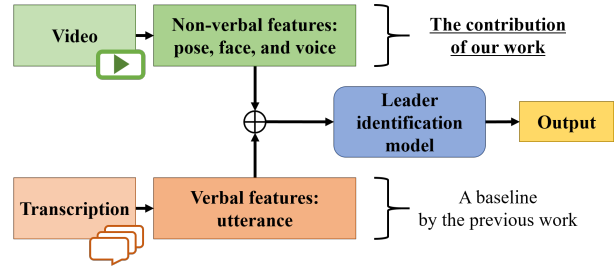 Video
Non-verbal features:
pose, face, and voice
The contribution
of our work
Leader
identification
model
Output
Transcription
Verbal features:
utterance
A baseline
by the previous work